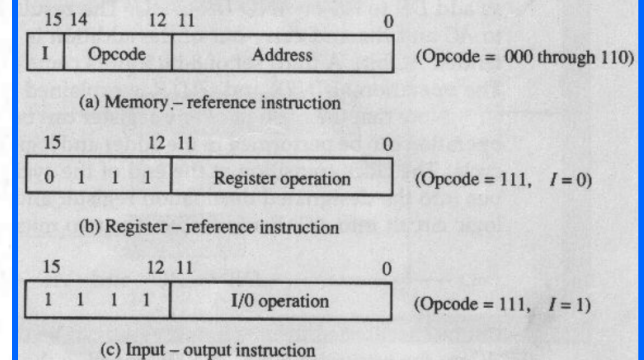 15 14 12 11 0
I Opcode Address (Opcode = 000 through 110)
(a) Memory – reference instruction
15 12 11 0
0 1 1 1 Register operation (Opcode = 111, I = 0)
(b) Register – reference instruction
15 12 11 0
1 1 1 1 I/0 operation (Opcode = 111, I = 1)
(c) Input – output instruction